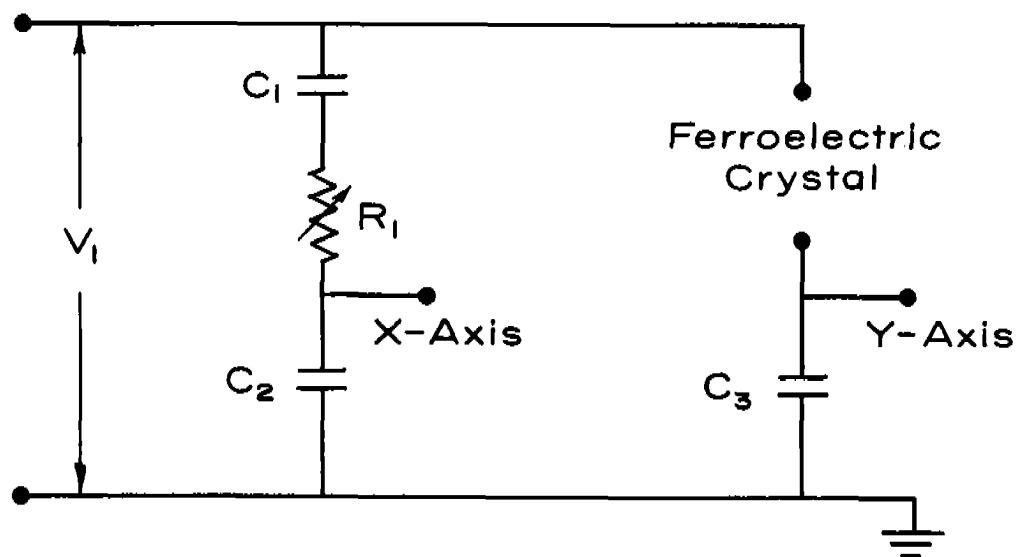 C₁
Ferroelectric
Crystal
R₁
V₁
X-Axis
Y-Axis
C₂
C₃